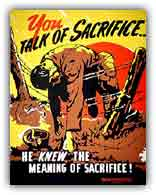 You
TALK OF SACRIFICE..
HE KNEW THE
MEANING OF SACRIFICE!